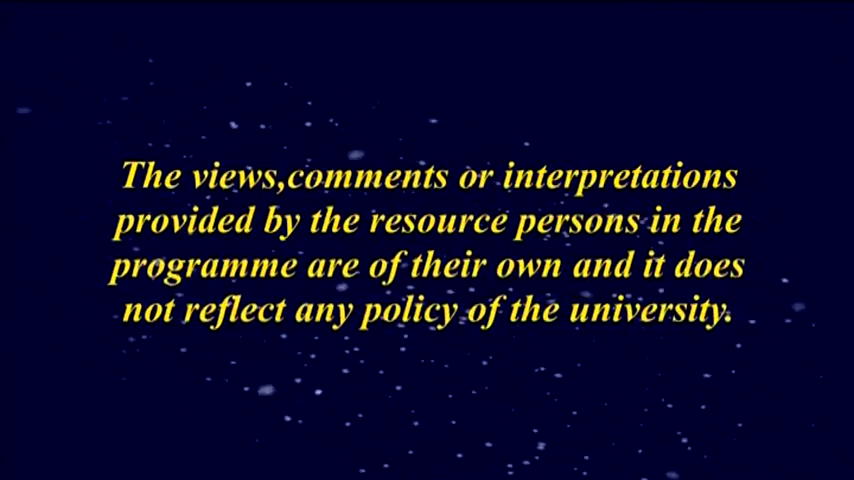 The views,comments or interpretations
provided by the resource persons in the
programme are of their own and it does
not reflect any policy of the university.